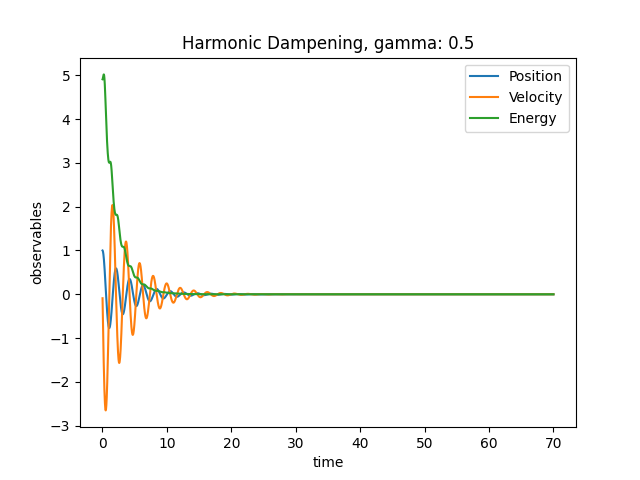 Harmonic Dampening, gamma: 0.5
Position
Velocity
Energy
observables
5
4
3
2
1
0
−1
−2
−3
0 10 20 30 40 50 60 70
time